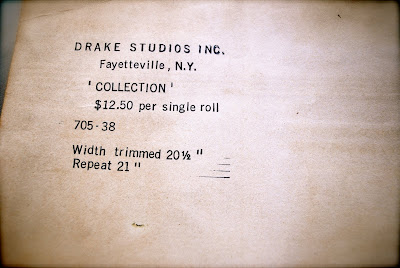 DRAKE STUDIOS INC.
Fayetteville, N.Y.
'COLLECTION'
$12.50 per single roll
705-38
Width trimmed 20½"
Repeat 21"